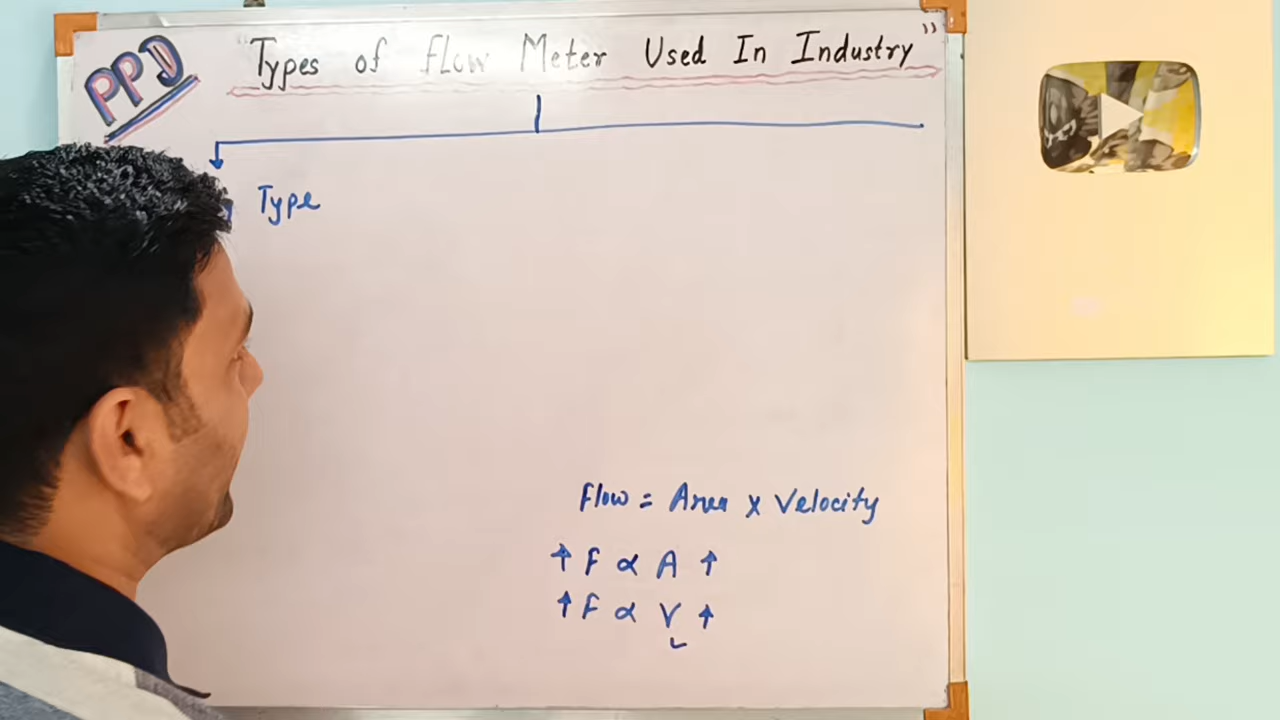 PPD
"Types of flow Meter Used In Industry"
Type
flow = Area x Velocity
↑ F ∝ A ↑
↑ F ∝ V ↑